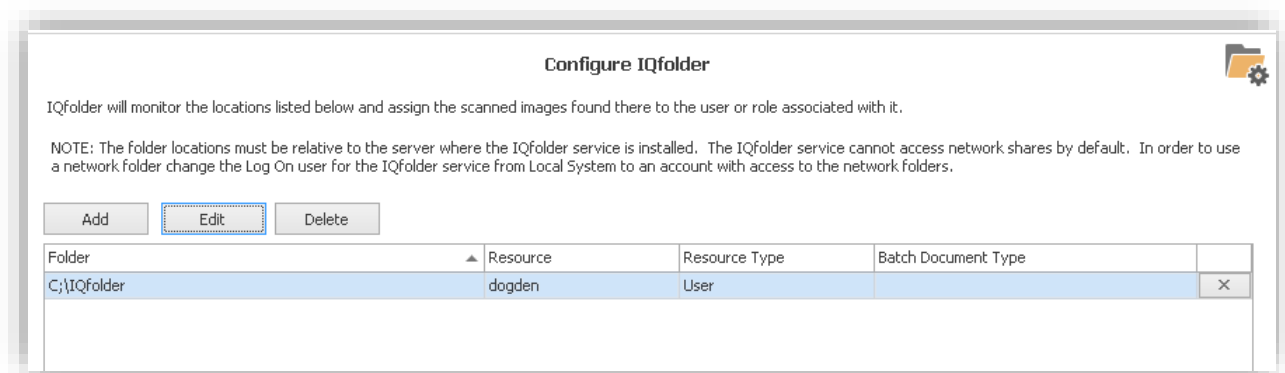 Configure IQfolder
IQfolder will monitor the locations listed below and assign the scanned images found there to the user or role associated with it.
NOTE: The folder locations must be relative to the server where the IQfolder service is installed.  The IQfolder service cannot access network shares by default.  In order to use
a network folder change the Log On user for the IQfolder service from Local System to an account with access to the network folders.
Add Edit Delete
Folder Resource Resource Type Batch Document Type
C;\IQfolder dogden User